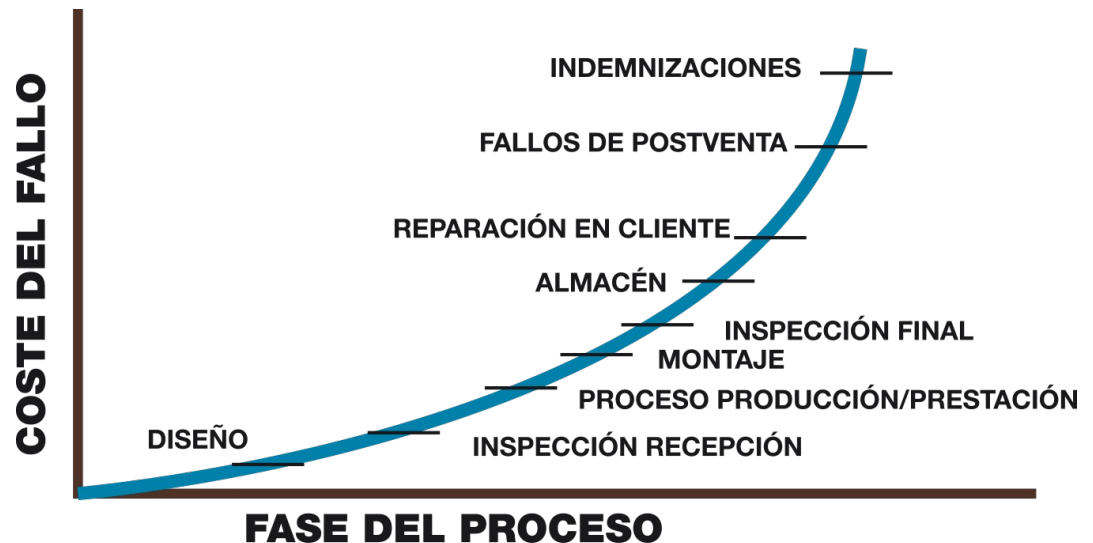 COSTE DEL FALLO
INDEMNIZACIONES
FALLOS DE POSTVENTA
REPARACIÓN EN CLIENTE
ALMACÉN
INSPECCIÓN FINAL
MONTAJE
PROCESO PRODUCCIÓN/PRESTACIÓN
DISEÑO
INSPECCIÓN RECEPCIÓN
FASE DEL PROCESO